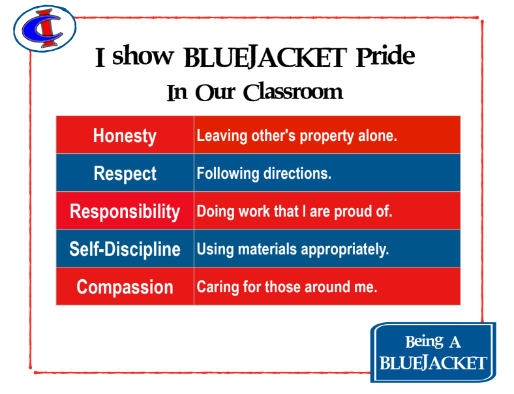 I show BLUEJACKET Pride
In Our Classroom
Honesty Leaving other's property alone.
Respect Following directions.
Responsibility Doing work that I are proud of.
Self-Discipline Using materials appropriately.
Compassion Caring for those around me.
Being A
BLUEJACKET